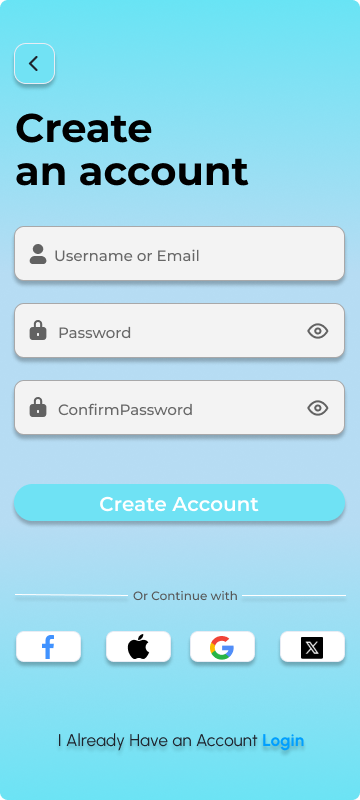 Create
an account
Username or Email
Password
ConfirmPassword
Create Account
Or Continue with
I Already Have an Account Login